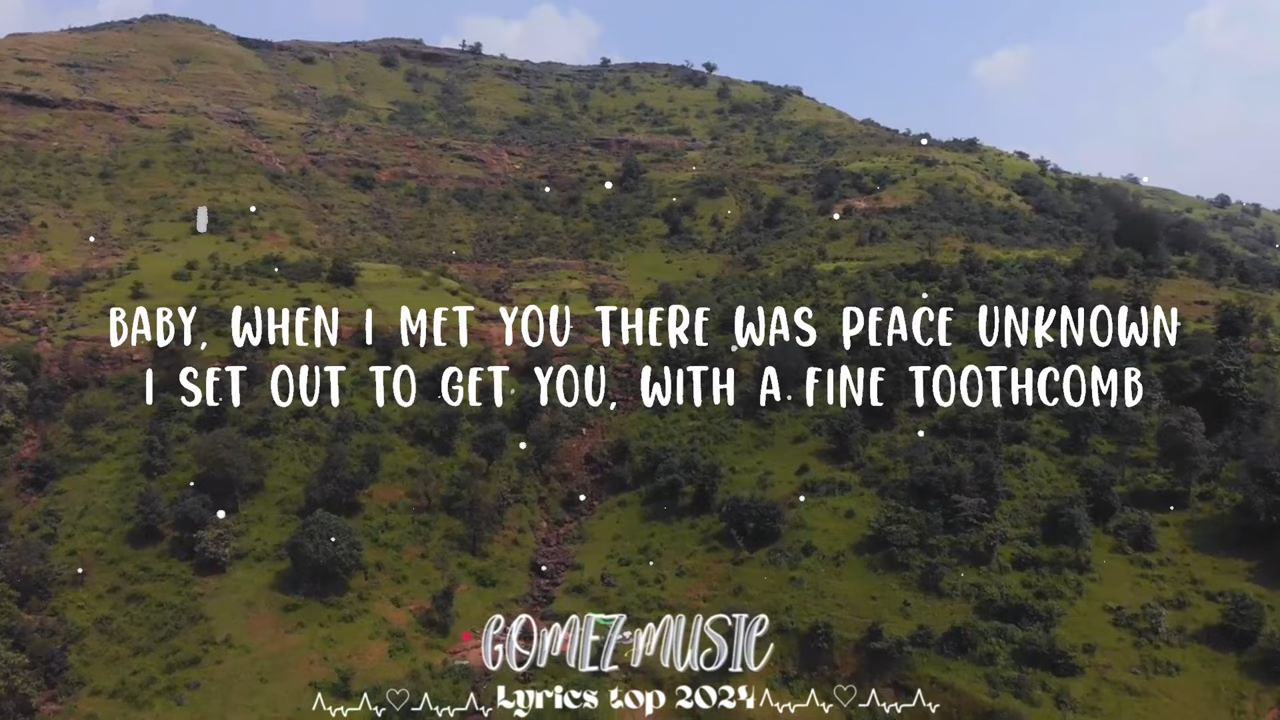 BABY, WHEN I MET YOU THERE WAS PEACE UNKNOWN
I SET OUT TO GET YOU, WITH A FINE TOOTHCOMB
GOMEZ MUSIC
Lyrics top 2024